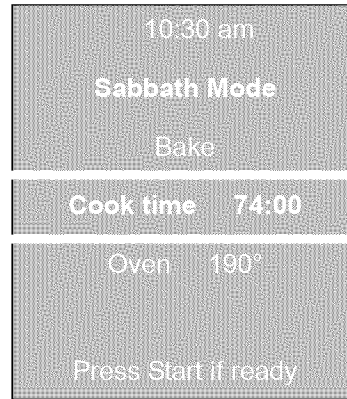 10:30 am
Sabbath Mode
Bake
Cook time 74:00
Oven 190°
Press Start if ready